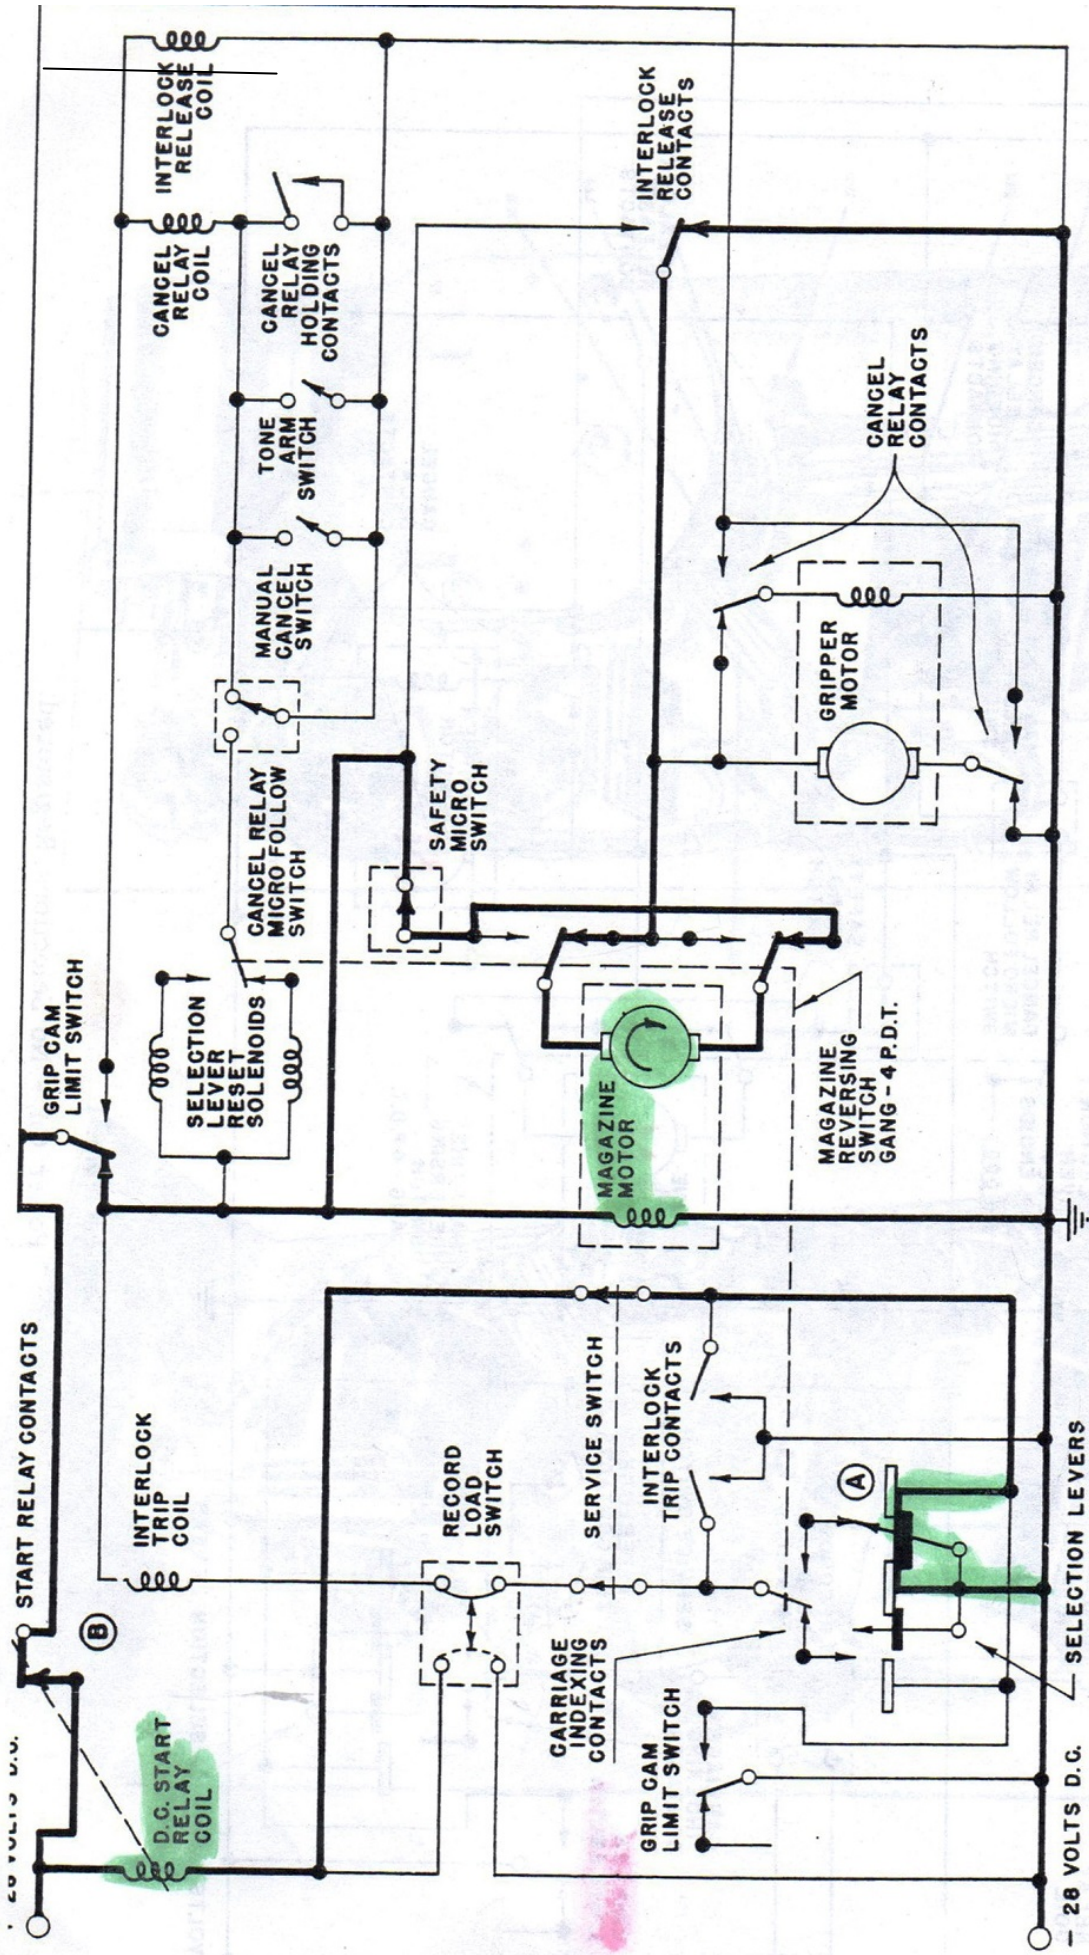 INTERLOCK
RELEASE
COIL
CANCEL
RELAY
COIL
CANCEL
RELAY
HOLDING
CONTACTS
TONE
ARM
SWITCH
MANUAL
CANCEL
SWITCH
CANCEL RELAY
MICRO FOLLOW
SWITCH
GRIP CAM
LIMIT SWITCH
SELECTION
LEVER
RESET
SOLENOIDS
SAFETY
MICRO
SWITCH
INTERLOCK
RELEASE
CONTACTS
CANCEL
RELAY
CONTACTS
GRIPPER
MOTOR
MAGAZINE
MOTOR
MAGAZINE
REVERSING
SWITCH
GANG - 4 P.D.T.
START RELAY CONTACTS
B
INTERLOCK
TRIP
COIL
RECORD
LOAD
SWITCH
SERVICE SWITCH
INTERLOCK
TRIP CONTACTS
A
D.C. START
RELAY
COIL
CARRIAGE
INDEXING
CONTACTS
GRIP CAM
LIMIT SWITCH
SELECTION LEVERS
– 28 VOLTS D.C.